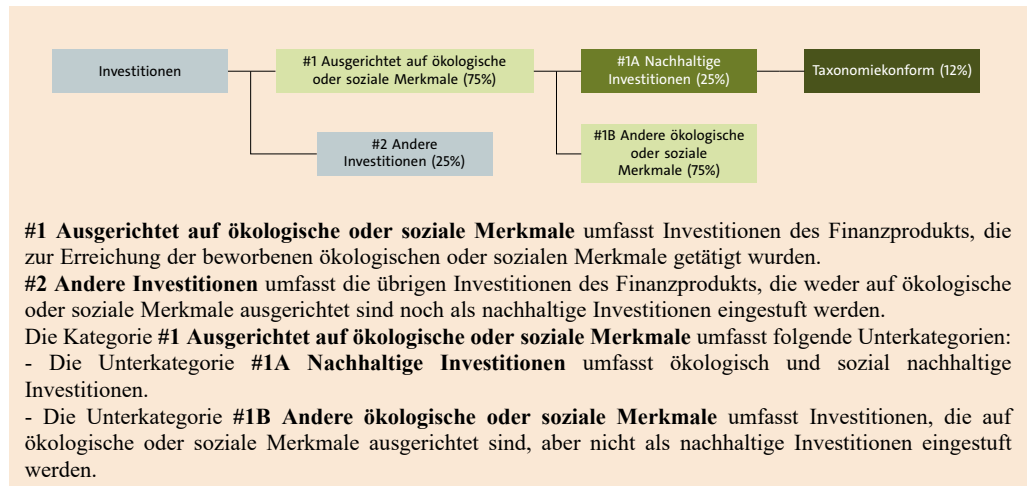 Investitionen
#1 Ausgerichtet auf ökologische
oder soziale Merkmale (75%)
#1A Nachhaltige
Investitionen (25%)
Taxonomiekonform (12%)
#2 Andere
Investitionen (25%)
#1B Andere ökologische
oder soziale
Merkmale (75%)
#1 Ausgerichtet auf ökologische oder soziale Merkmale umfasst Investitionen des Finanzprodukts, die
zur Erreichung der beworbenen ökologischen oder sozialen Merkmale getätigt wurden.
#2 Andere Investitionen umfasst die übrigen Investitionen des Finanzprodukts, die weder auf ökologische
oder soziale Merkmale ausgerichtet sind noch als nachhaltige Investitionen eingestuft werden.
Die Kategorie #1 Ausgerichtet auf ökologische oder soziale Merkmale umfasst folgende Unterkategorien:
- Die Unterkategorie #1A Nachhaltige Investitionen umfasst ökologisch und sozial nachhaltige
Investitionen.
- Die Unterkategorie #1B Andere ökologische oder soziale Merkmale umfasst Investitionen, die auf
ökologische oder soziale Merkmale ausgerichtet sind, aber nicht als nachhaltige Investitionen eingestuft
werden.